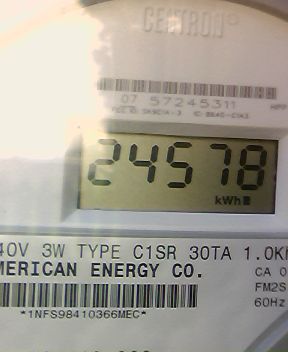 CENTRON®
07 57245311
24578
kWh
40V 3W TYPE C1SR 30TA 1.0K
MERICAN ENERGY CO.
CA 0
FM2S
60Hz
*1NFS98410366MEC*